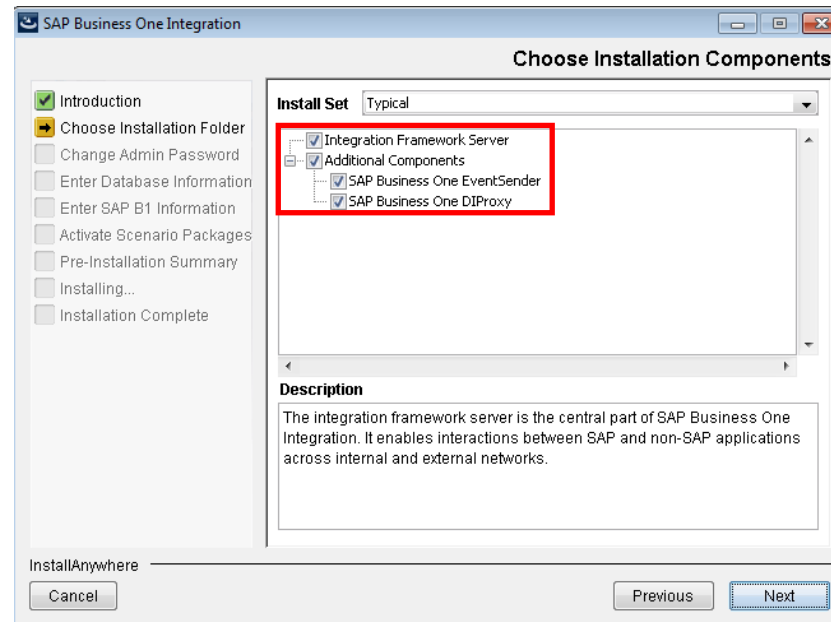 SAP Business One Integration
Choose Installation Components
Introduction
Choose Installation Folder
Change Admin Password
Enter Database Information
Enter SAP B1 Information
Activate Scenario Packages
Pre-Installation Summary
Installing...
Installation Complete
Install Set Typical
Integration Framework Server
Additional Components
SAP Business One EventSender
SAP Business One DIProxy
Description
The integration framework server is the central part of SAP Business One
Integration. It enables interactions between SAP and non-SAP applications
across internal and external networks.
InstallAnywhere
Cancel Previous Next